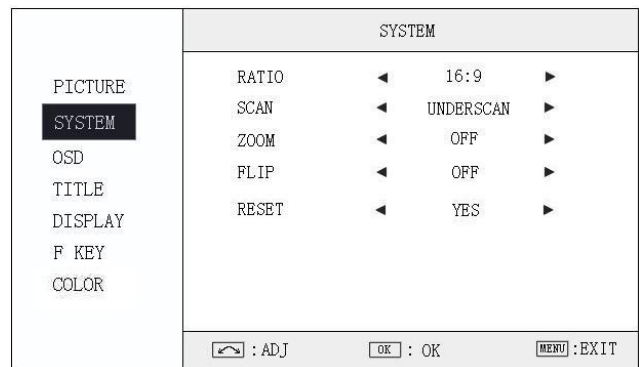 SYSTEM
PICTURE
SYSTEM
OSD
TITLE
DISPLAY
F KEY
COLOR
RATIO ◄ 16:9 ►
SCAN ◄ UNDERSCAN ►
ZOOM ◄ OFF ►
FLIP ◄ OFF ►
RESET ◄ YES ►
:ADJ OK : OK MENU :EXIT